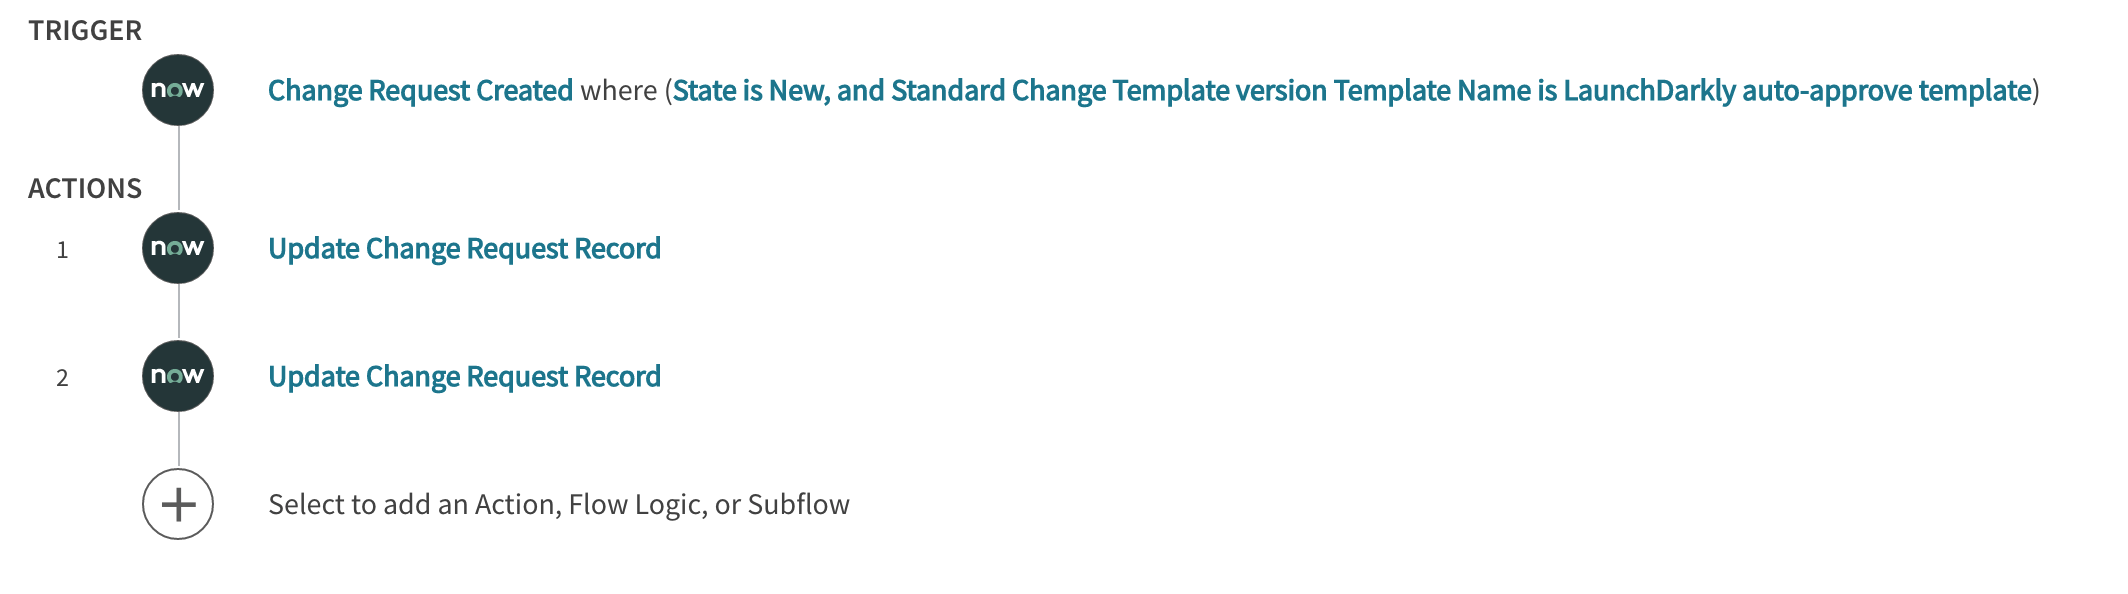 TRIGGER
now
Change Request Created where (State is New, and Standard Change Template version Template Name is LaunchDarkly auto-approve template)
ACTIONS
1 now Update Change Request Record
2 now Update Change Request Record
Select to add an Action, Flow Logic, or Subflow